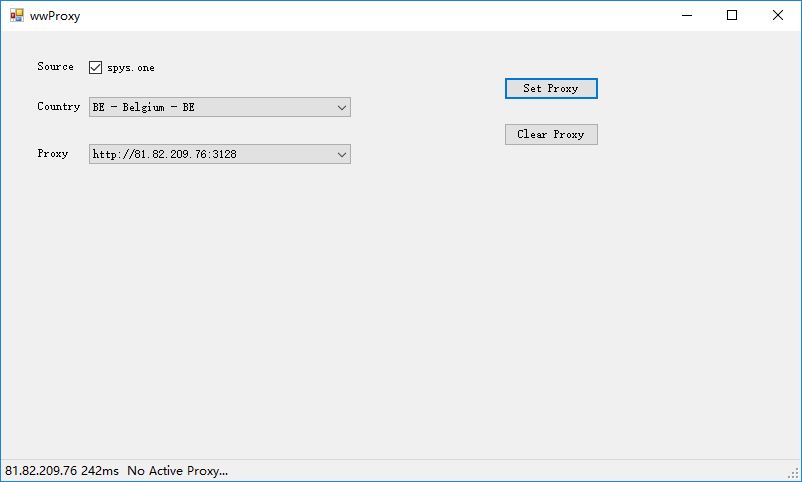 wwProxy
Source spys.one
Set Proxy
Country BE - Belgium - BE
Clear Proxy
Proxy http://81.82.209.76:3128
81.82.209.76 242ms No Active Proxy...